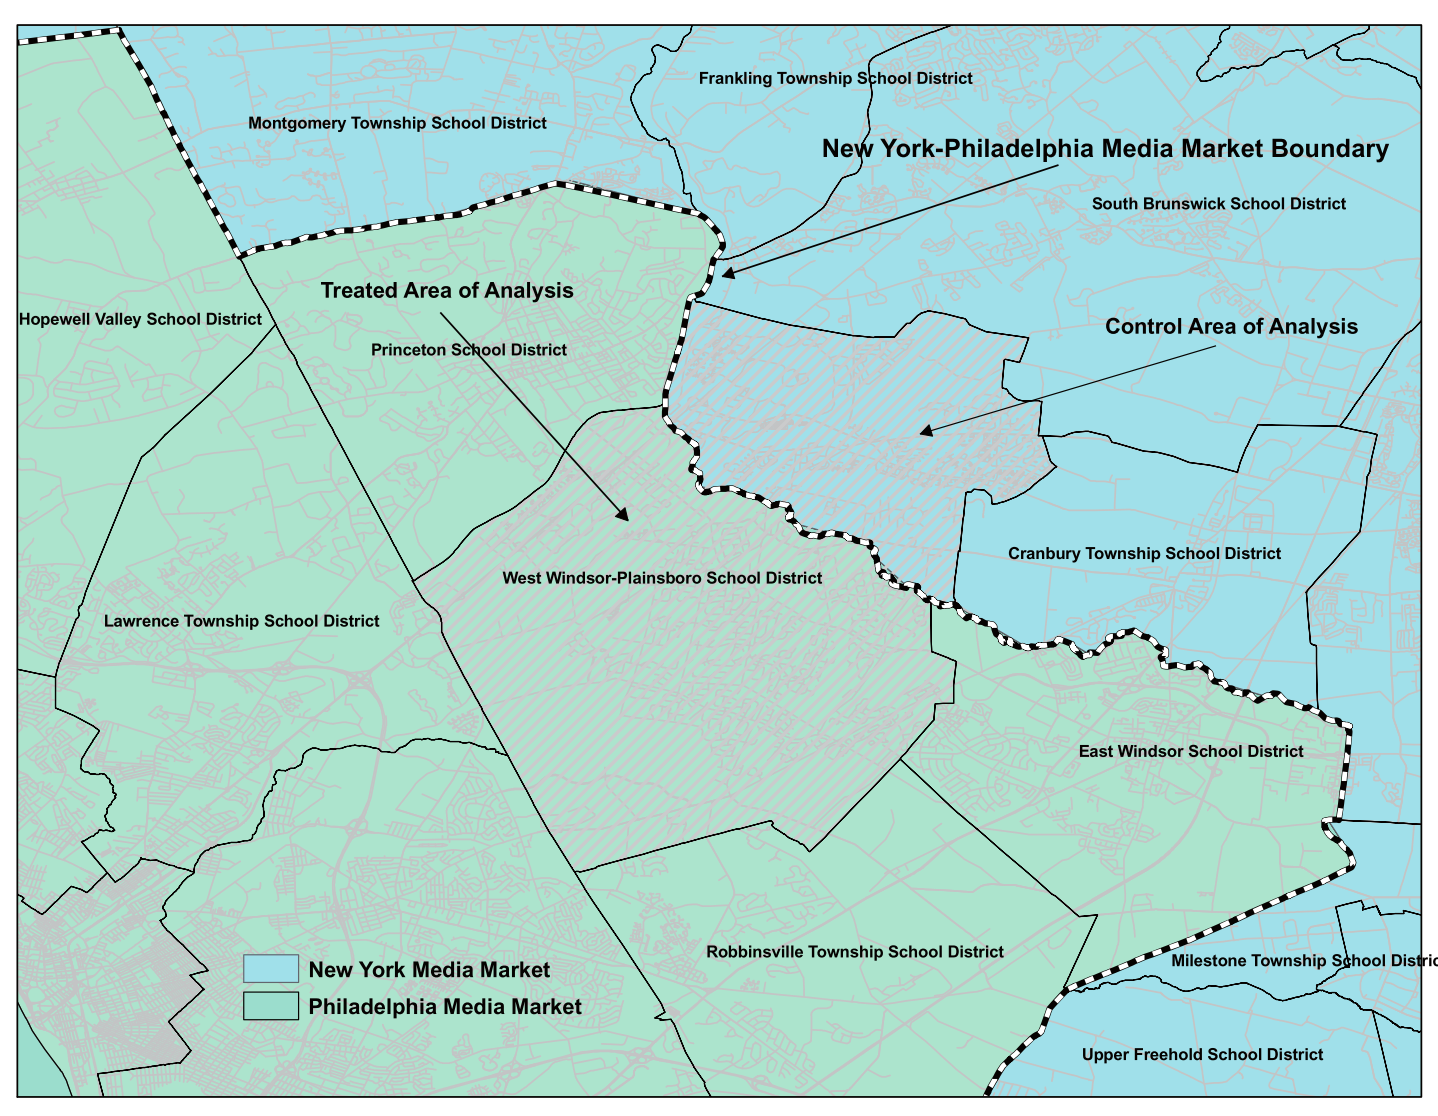 Frankling Township School District
Montgomery Township School District
New York-Philadelphia Media Market Boundary
South Brunswick School District
Treated Area of Analysis
Hopewell Valley School District
Control Area of Analysis
Princeton School District
Cranbury Township School District
West Windsor-Plainsboro School District
Lawrence Township School District
East Windsor School District
Robbinsville Township School District
Milestone Township School Distric
New York Media Market
Philadelphia Media Market
Upper Freehold School District